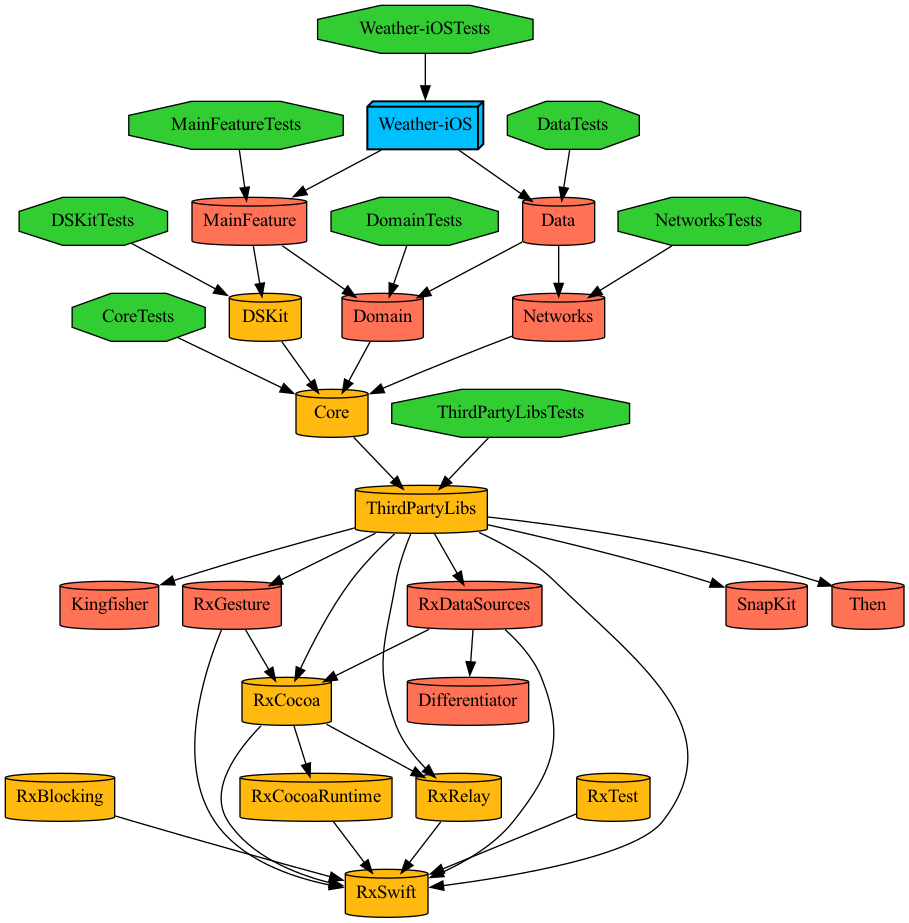 Weather-iOSTests
MainFeatureTests
Weather-iOS
DataTests
DSKitTests
MainFeature
DomainTests
Data
NetworksTests
CoreTests
DSKit
Domain
Networks
Core
ThirdPartyLibsTests
ThirdPartyLibs
Kingfisher
RxGesture
RxDataSources
SnapKit
Then
RxCocoa
Differentiator
RxBlocking
RxCocoaRuntime
RxRelay
RxTest
RxSwift